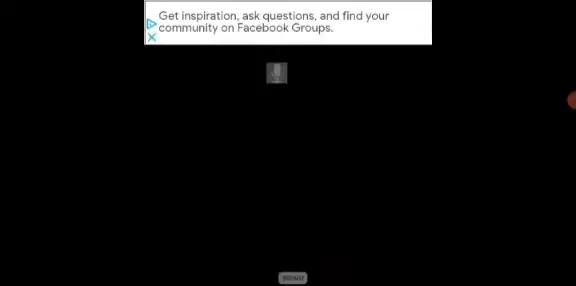 Get inspiration, ask questions, and find your
community on Facebook Groups.